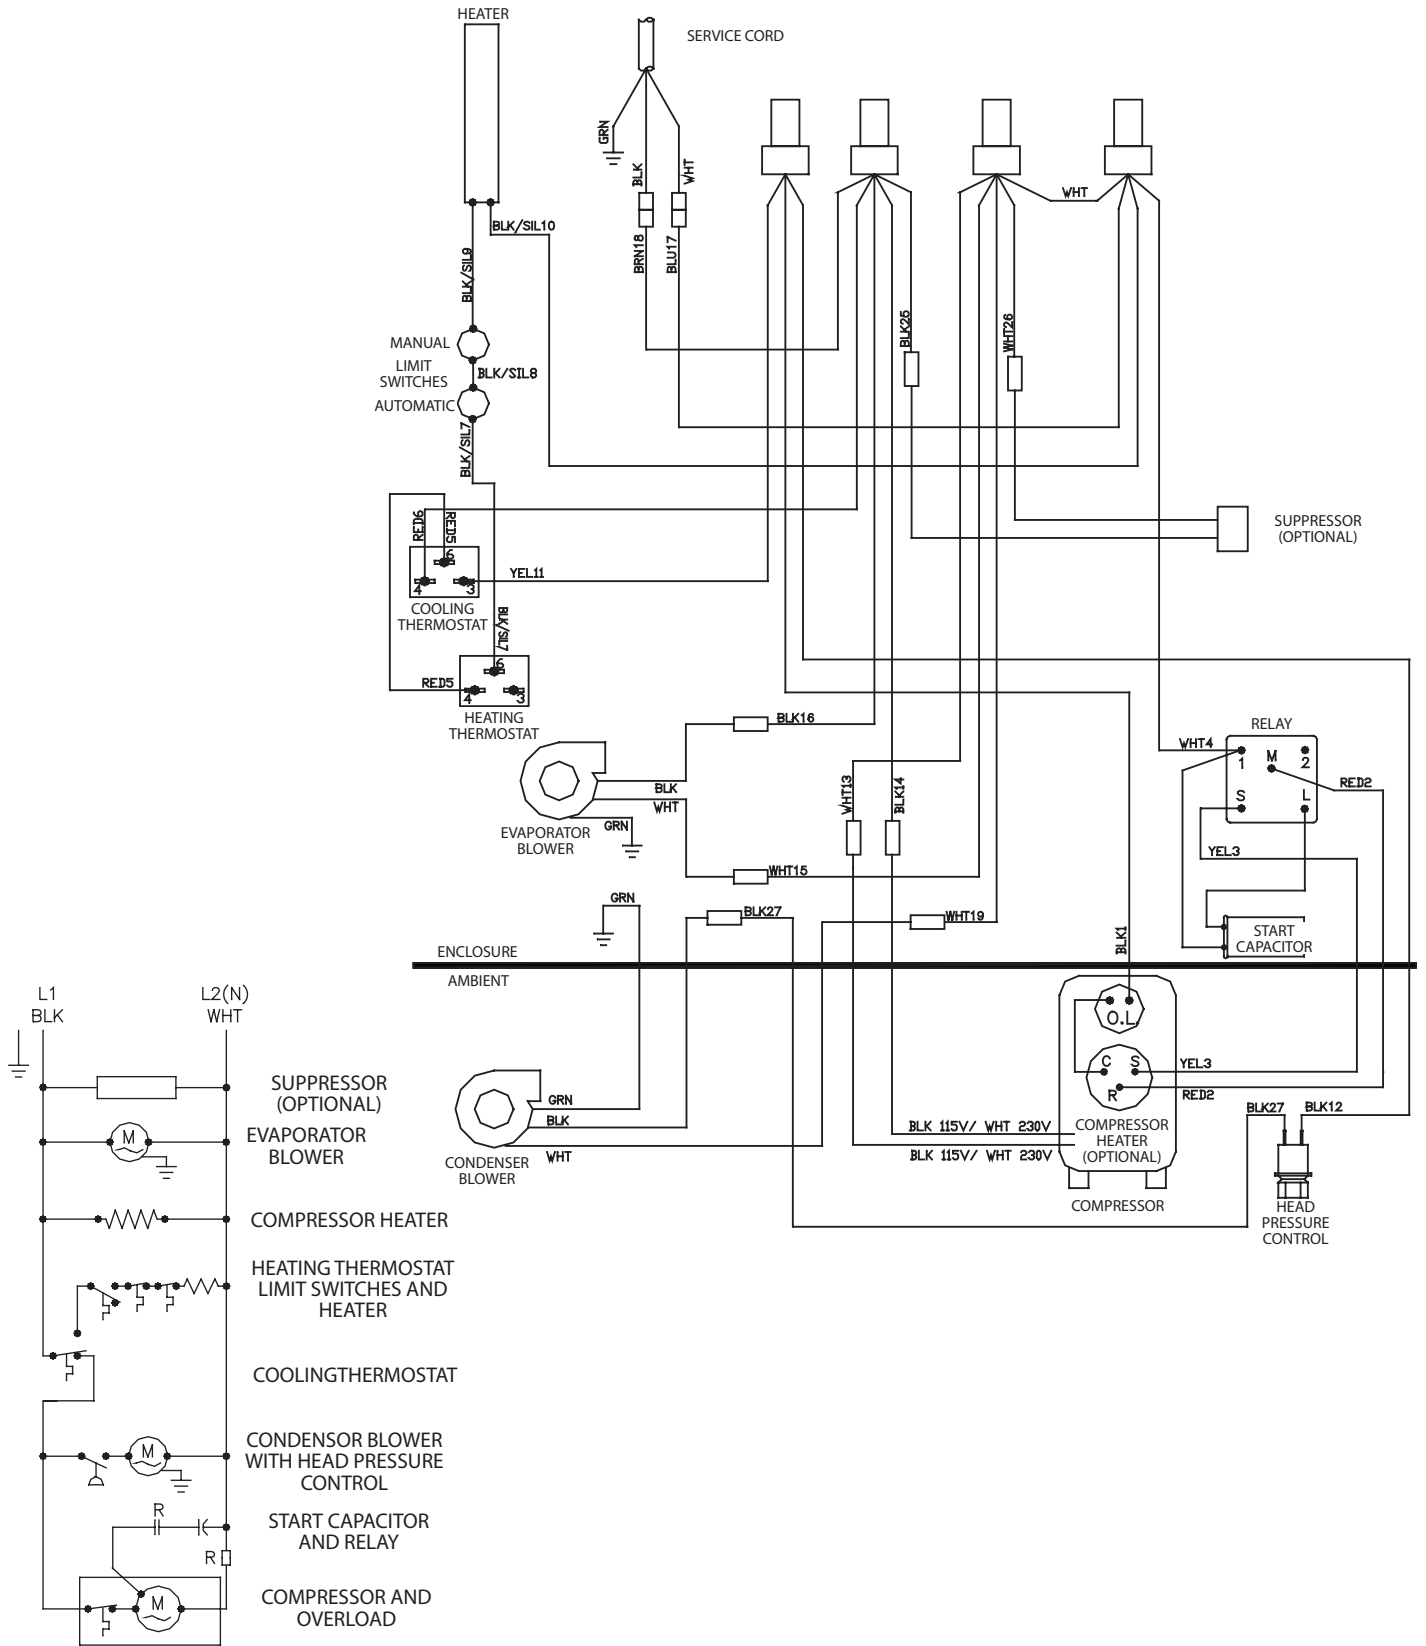 HEATER
SERVICE CORD
GRN
BLK
WHT
WHT
BLK/SIL10
BRN18
BLU17
BLK/SIL9
BLK25
WHT26
MANUAL
LIMIT
SWITCHES
BLK/SIL8
AUTOMATIC
BLK/SIL7
RED6
RED5
SUPPRESSOR
(OPTIONAL)
6
4
3
YEL11
COOLING
THERMOSTAT
BLK/SIL7
6
RED5
4
3
HEATING
THERMOSTAT
BLK16
RELAY
WHT4
1
M
2
RED2
S
L
BLK
WHT
WHT13
BLK14
GRN
EVAPORATOR
BLOWER
YEL3
WHT15
GRN
BLK27
WHT19
BLK1
START
CAPACITOR
ENCLOSURE
AMBIENT
L1
BLK
L2(N)
WHT
O.L.
C
S
R
YEL3
RED2
SUPPRESSOR
(OPTIONAL)
GRN
BLK
WHT
BLK27
BLK12
BLK 115V/ WHT 230V
BLK 115V/ WHT 230V
COMPRESSOR
HEATER
(OPTIONAL)
M
EVAPORATOR
BLOWER
CONDENSER
BLOWER
COMPRESSOR
HEAD
PRESSURE
CONTROL
COMPRESSOR HEATER
HEATING THERMOSTAT
LIMIT SWITCHES AND
HEATER
COOLINGTHERMOSTAT
M
CONDENSOR BLOWER
WITH HEAD PRESSURE
CONTROL
R
START CAPACITOR
AND RELAY
R
M
COMPRESSOR AND
OVERLOAD